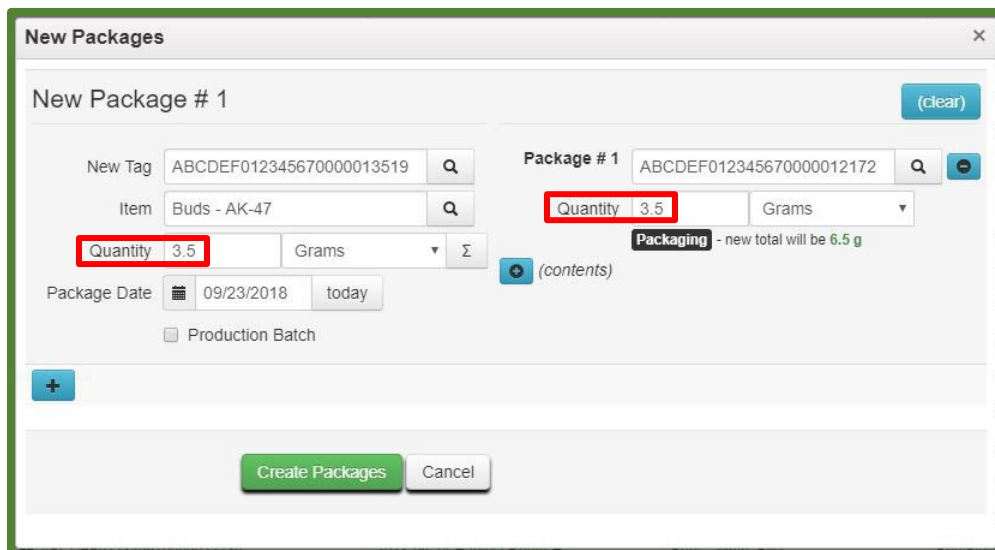 New Packages ×
New Package # 1
(clear)
New Tag ABCDEF012345670000013519
Item Buds - AK-47
Quantity 3.5 Grams Σ
Package Date 09/23/2018 today
Production Batch
Package # 1 ABCDEF012345670000012172
Quantity 3.5 Grams
Packaging - new total will be 6.5 g
(contents)
Create Packages Cancel